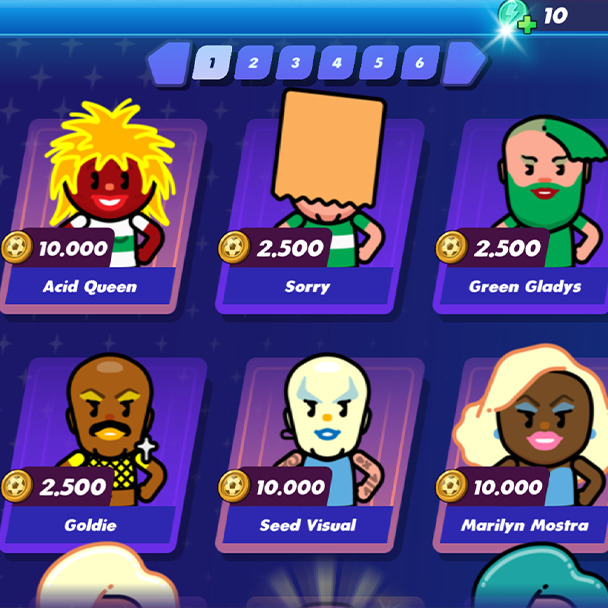 10
1 2 3 4 5 6
10.000 2.500 2.500
Acid Queen Sorry Green Gladys
2.500 10.000 10.000
Goldie Seed Visual Marilyn Mostra